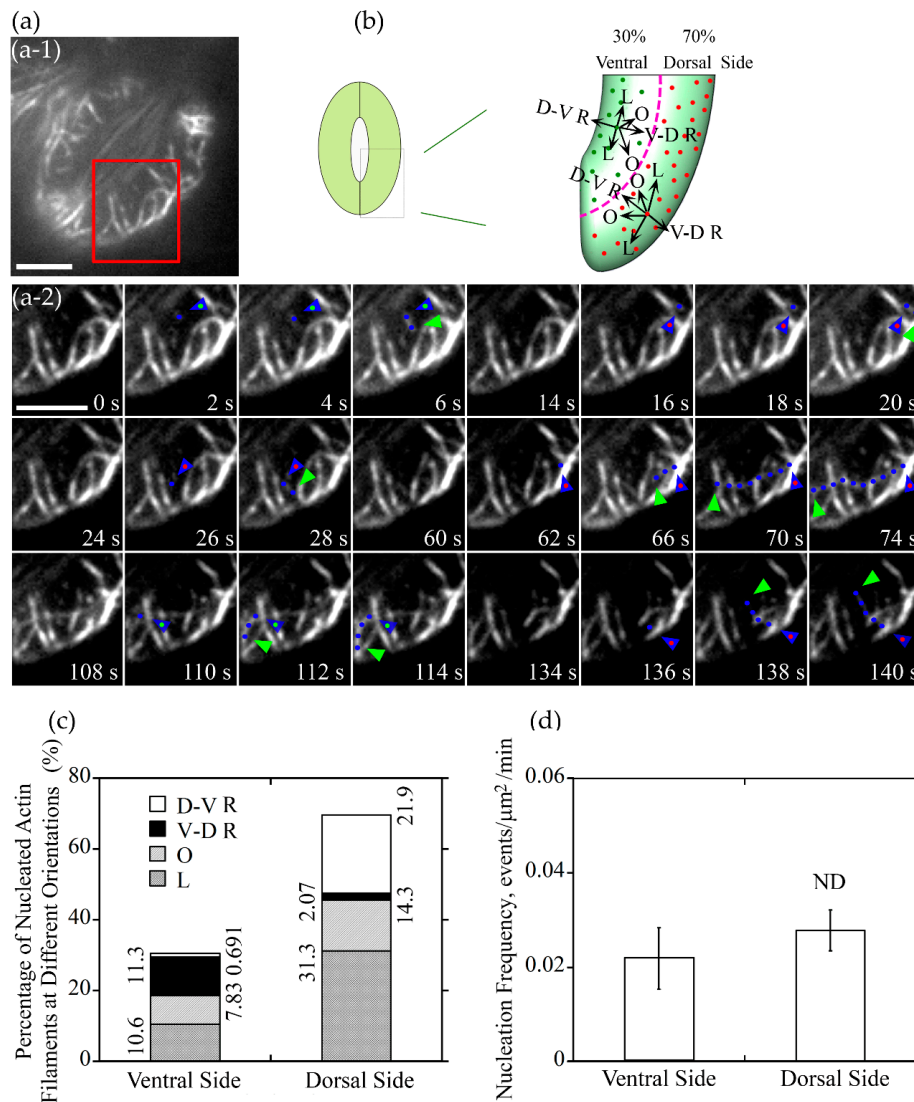 (a)
(a-1)
(b)
30% 70%
Ventral Dorsal Side
L
D-V R O
V-D R
L
O
O
D-V R L
O
V-D R
L
(a-2)
0 s 2 s 4 s 6 s 14 s 16 s 18 s 20 s
24 s 26 s 28 s 60 s 62 s 66 s 70 s 74 s
108 s 110 s 112 s 114 s 134 s 136 s 138 s 140 s
(c)
Percentage of Nucleated Actin
Filaments at Different Orientations (%)
80
60
40
20
0
D-V R
V-D R
O
L
10.6
11.3
7.83
0.691
31.3
2.07
14.3
21.9
Ventral Side Dorsal Side
(d)
Nucleation Frequency, events/μm²/min
0.06
0.04
0.02
0
ND
Ventral Side Dorsal Side